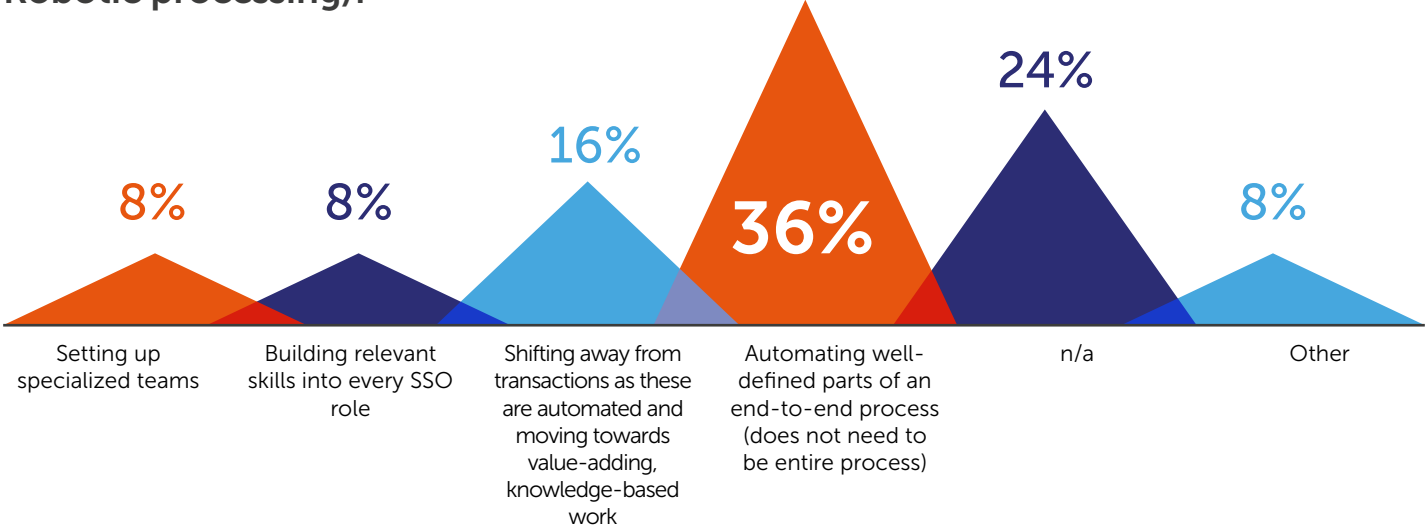 Robotic processing).
8%
8%
16%
36%
24%
8%
Setting up
specialized teams
Building relevant
skills into every SSO
role
Shifting away from
transactions as these
are automated and
moving towards
value-adding,
knowledge-based
work
Automating well-
defined parts of an
end-to-end process
(does not need to
be entire process)
n/a
Other